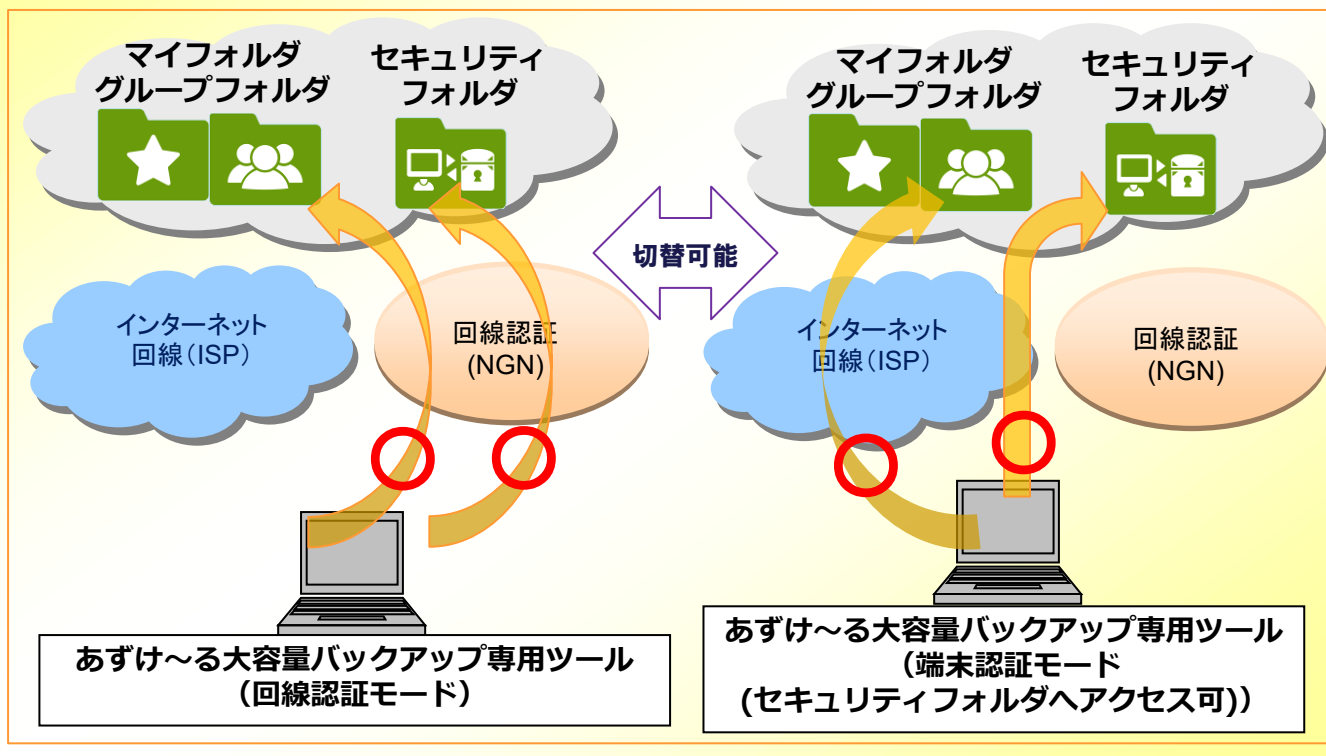 マイフォルダ
グループフォルダ
セキュリティ
フォルダ
インターネット
回線（ISP）
回線認証
(NGN)
あずけ～る大容量バックアップ専用ツール
（回線認証モード）
切替可能
マイフォルダ
グループフォルダ
セキュリティ
フォルダ
インターネット
回線（ISP）
回線認証
(NGN)
あずけ～る大容量バックアップ専用ツール
（端末認証モード
(セキュリティフォルダへアクセス可)）